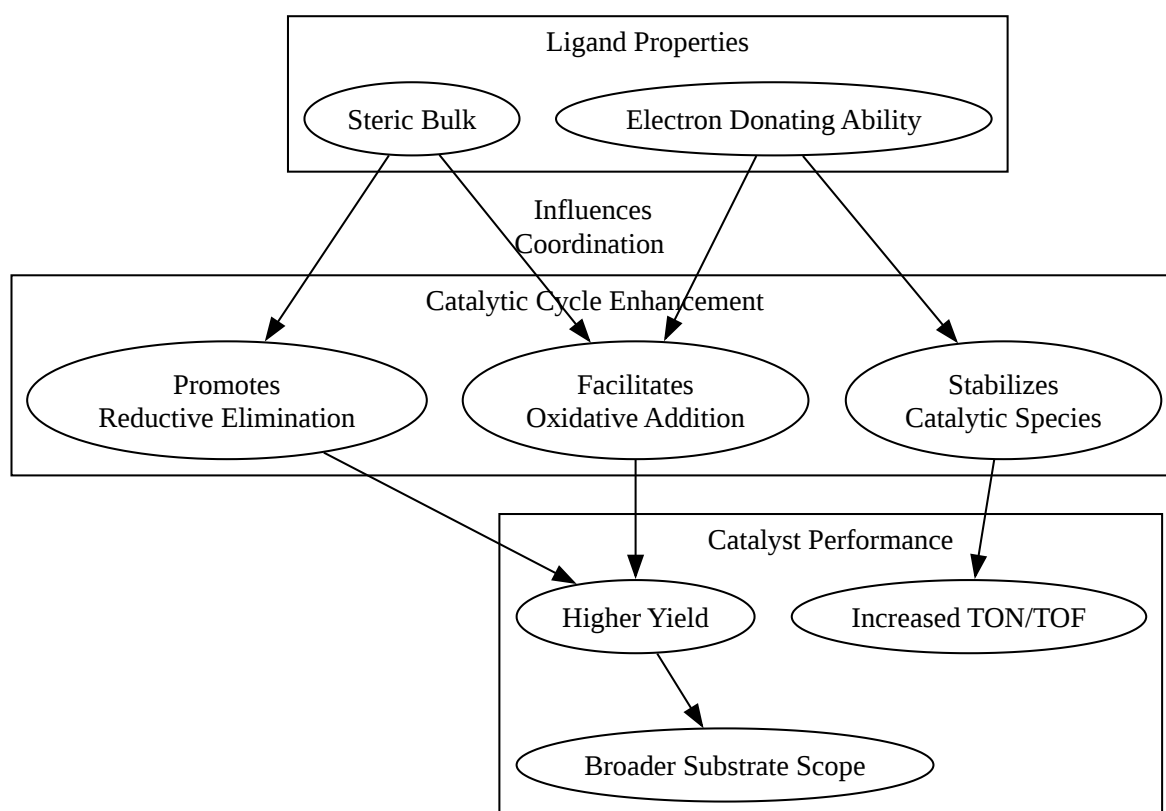 Ligand Properties
Steric Bulk
Electron Donating Ability
Influences
Coordination
Catalytic Cycle Enhancement
Promotes
Reductive Elimination
Facilitates
Oxidative Addition
Stabilizes
Catalytic Species
Catalyst Performance
Higher Yield
Increased TON/TOF
Broader Substrate Scope